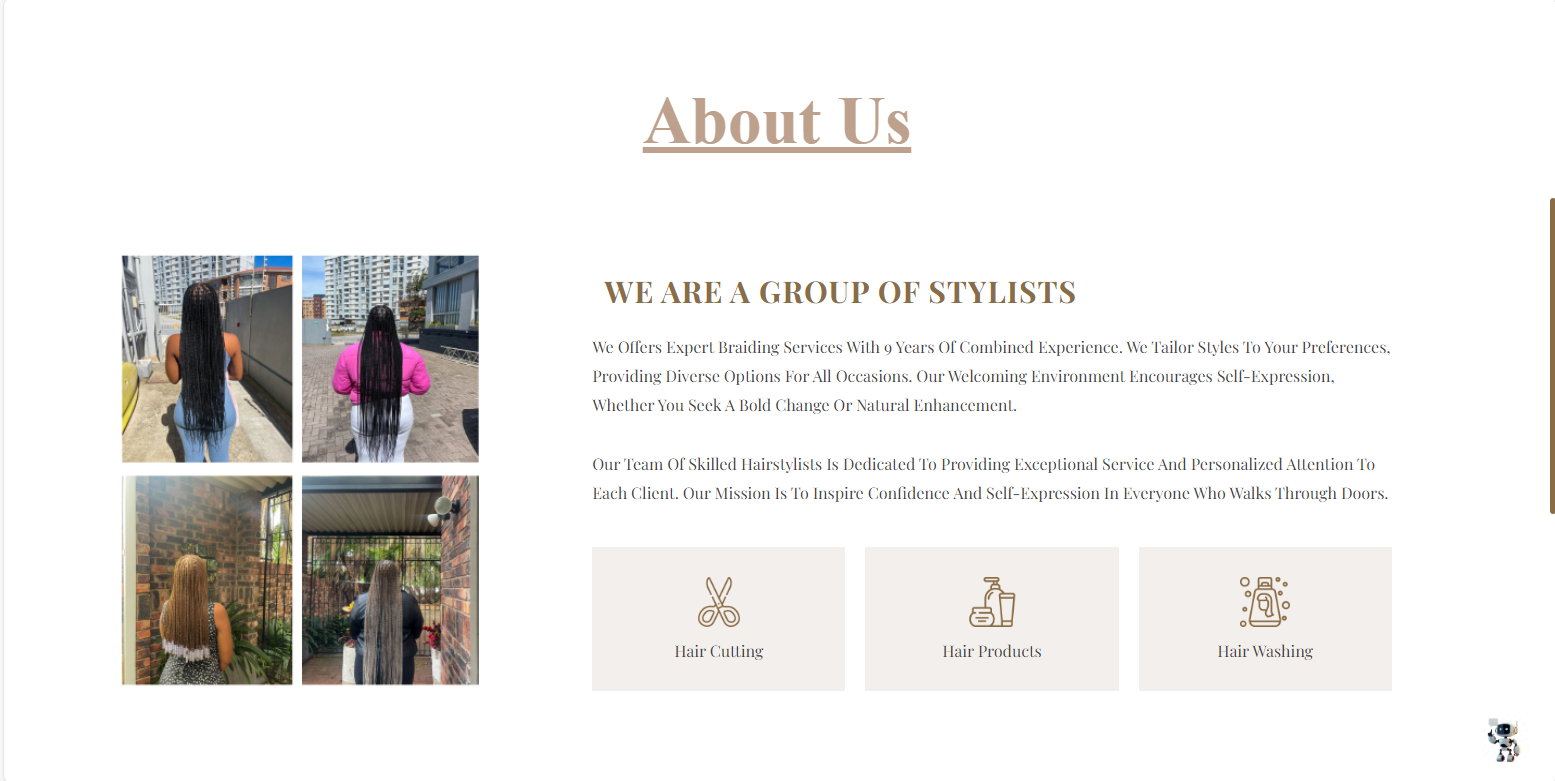 About Us
WE ARE A GROUP OF STYLISTS
We Offers Expert Braiding Services With 9 Years Of Combined Experience. We Tailor Styles To Your Preferences,
Providing Diverse Options For All Occasions. Our Welcoming Environment Encourages Self-Expression,
Whether You Seek A Bold Change Or Natural Enhancement.
Our Team Of Skilled Hairstylists Is Dedicated To Providing Exceptional Service And Personalized Attention To
Each Client. Our Mission Is To Inspire Confidence And Self-Expression In Everyone Who Walks Through Doors.
Hair Cutting
Hair Products
Hair Washing